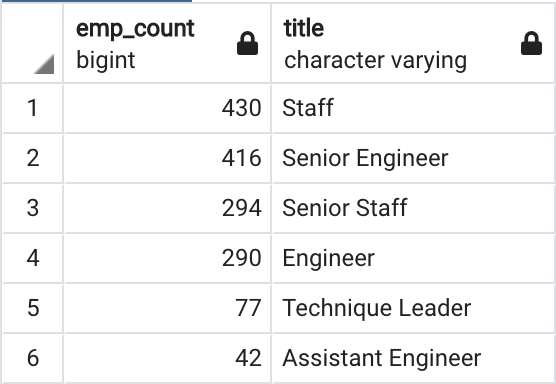 emp_count title
bigint character varying
1 430 Staff
2 416 Senior Engineer
3 294 Senior Staff
4 290 Engineer
5 77 Technique Leader
6 42 Assistant Engineer